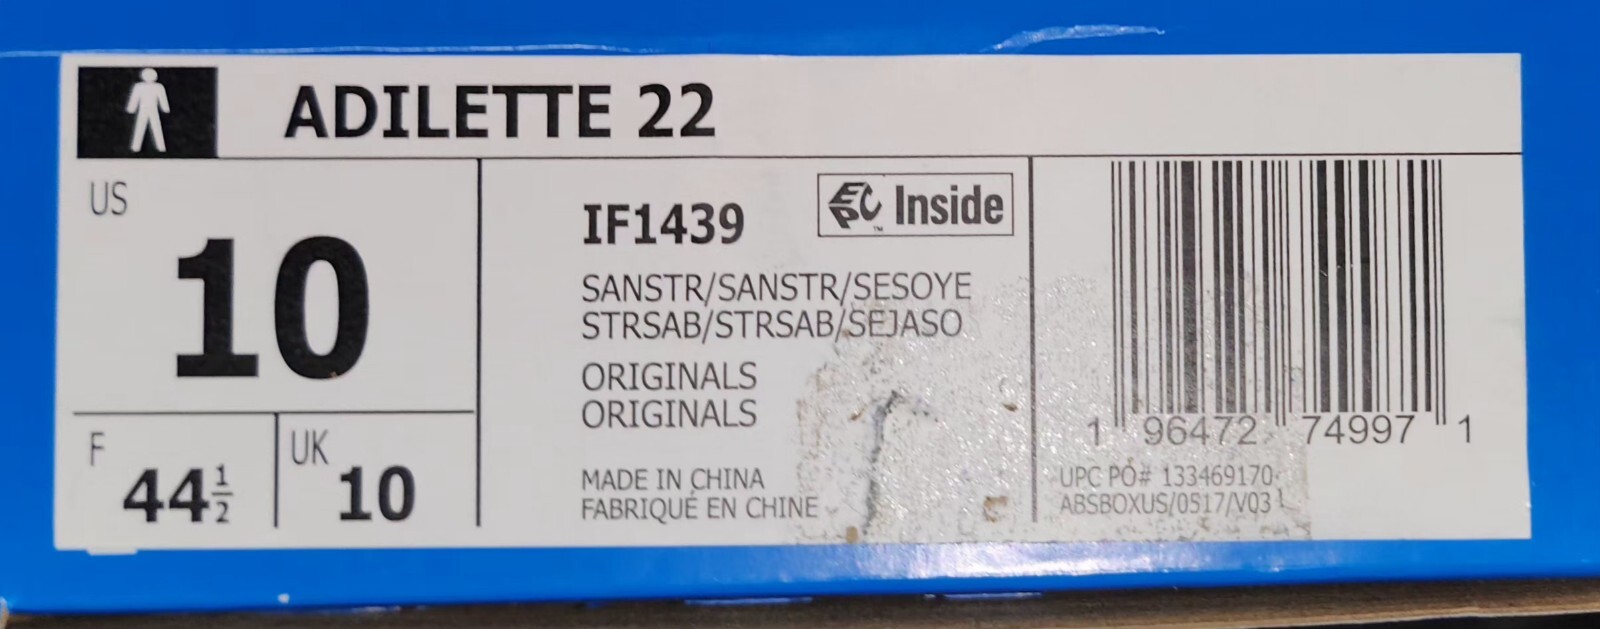 ADILETTE 22
US
10
F
44½
UK
10
IF1439
EPC Inside
™
SANSTR/SANSTR/SESOYE
STRSAB/STRSAB/SEJASO
ORIGINALS
ORIGINALS
MADE IN CHINA
FABRIQUÉ EN CHINE
1 96472 74997 1
UPC PO# 133469170
ABSBOXUS/0517/V03